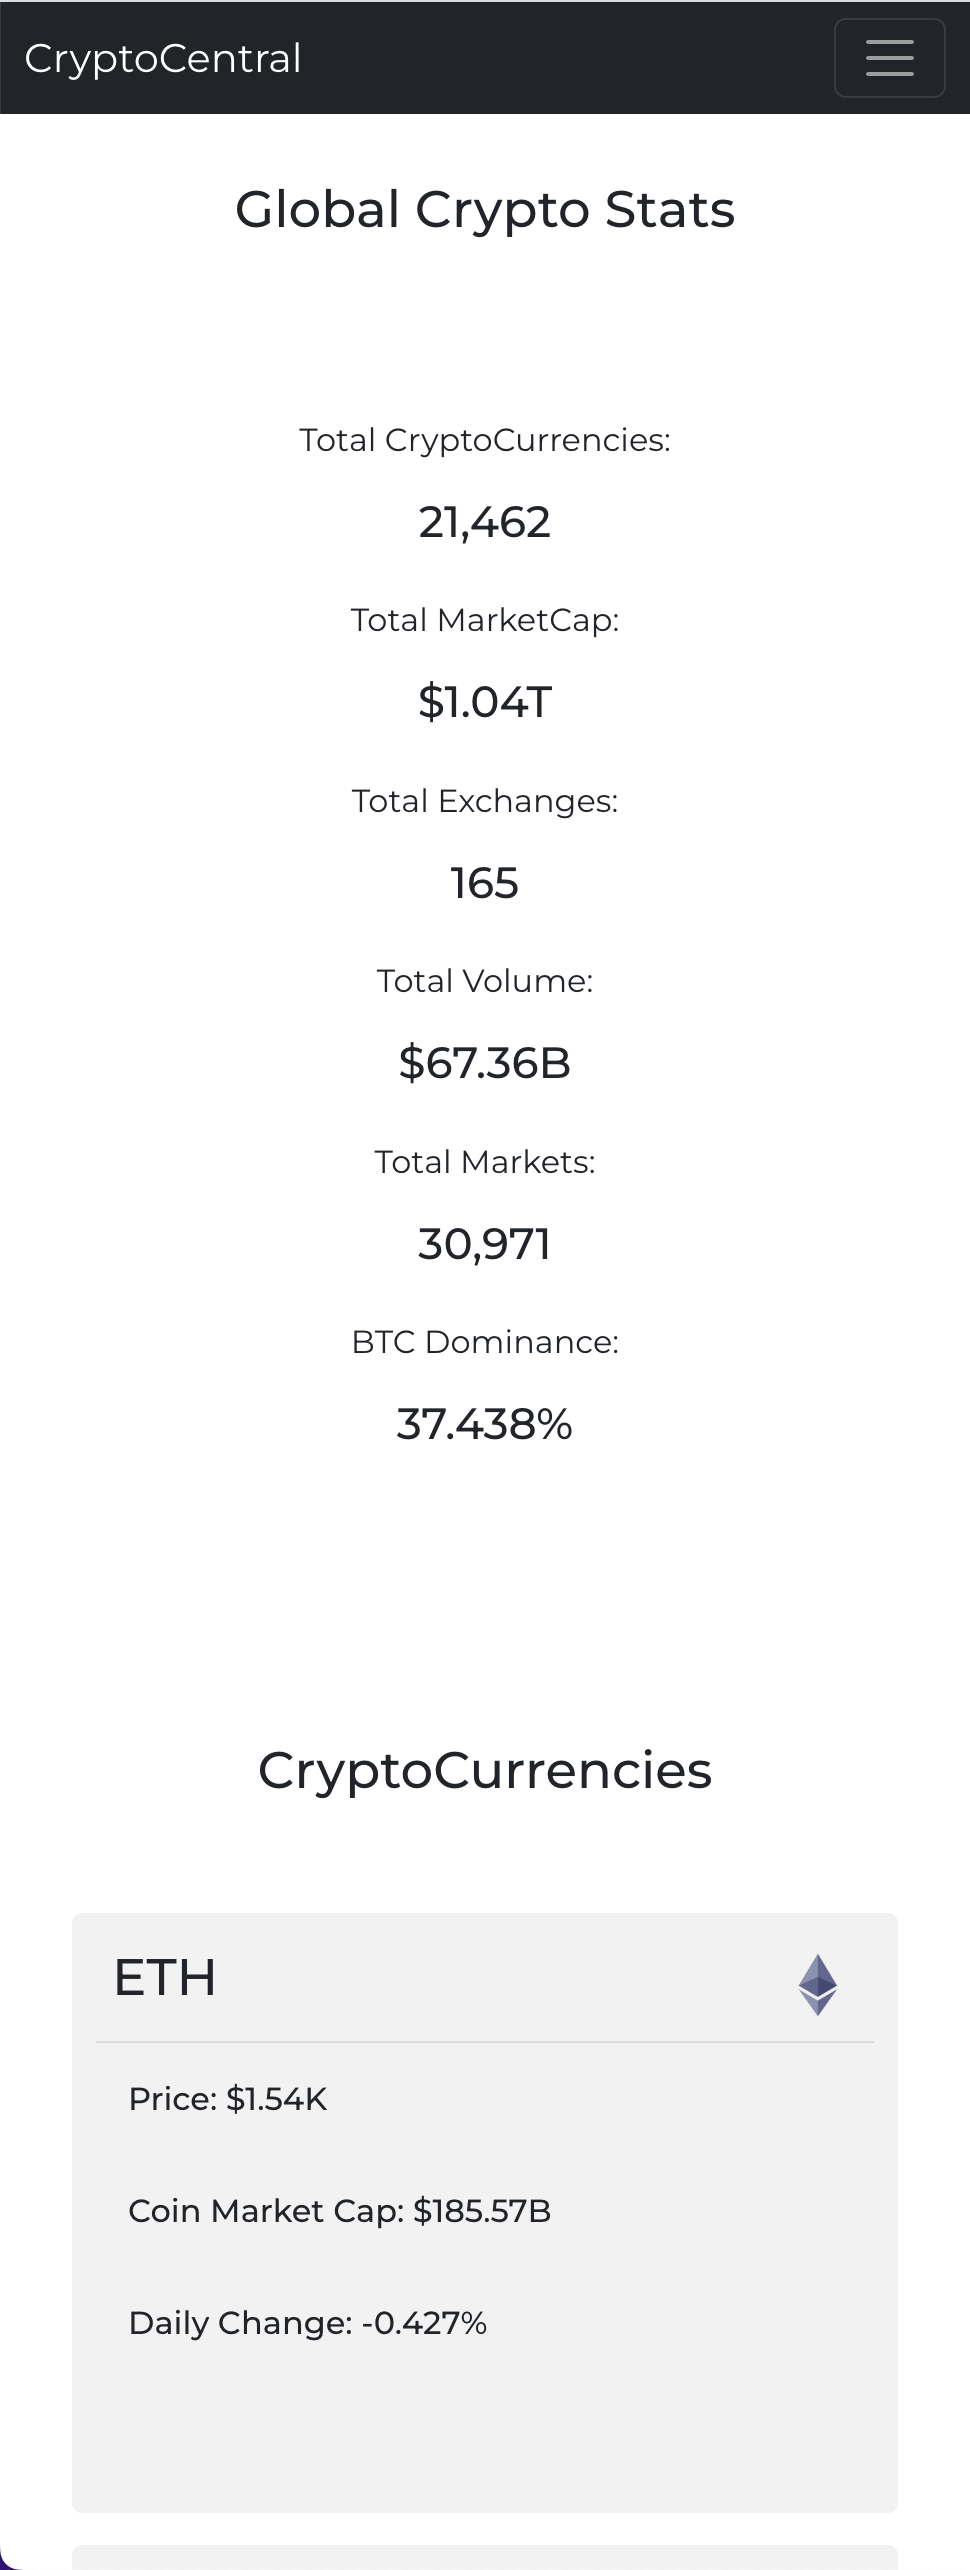 CryptoCentral
Global Crypto Stats
Total CryptoCurrencies:
21,462
Total MarketCap:
$1.04T
Total Exchanges:
165
Total Volume:
$67.36B
Total Markets:
30,971
BTC Dominance:
37.438%
CryptoCurrencies
ETH
Price: $1.54K
Coin Market Cap: $185.57B
Daily Change: -0.427%